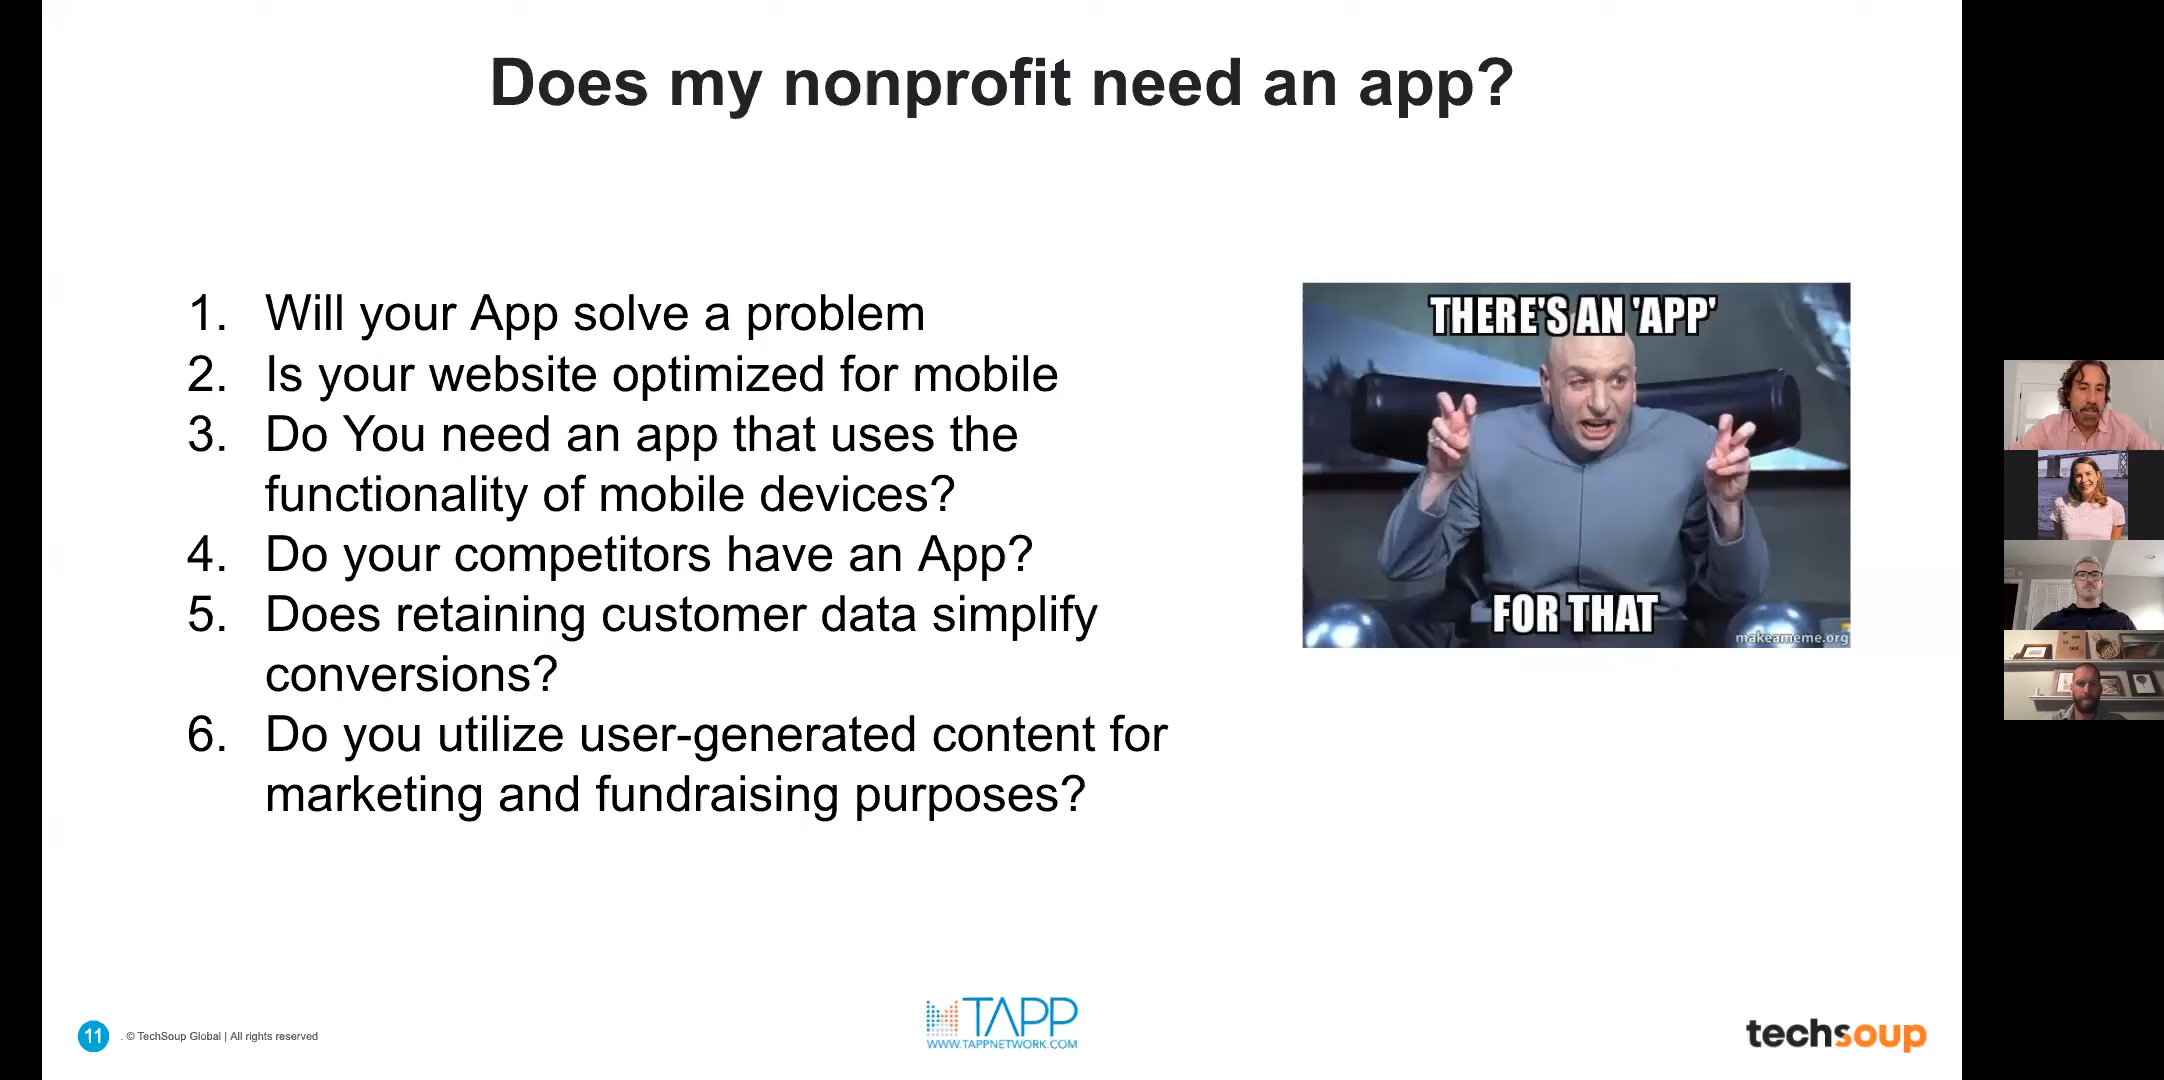 Does my nonprofit need an app?
1. Will your App solve a problem
2. Is your website optimized for mobile
3. Do You need an app that uses the
functionality of mobile devices?
4. Do your competitors have an App?
5. Does retaining customer data simplify
conversions?
6. Do you utilize user-generated content for
marketing and fundraising purposes?
THERE'S AN 'APP'
FOR THAT
makeameme.org
11 . © TechSoup Global | All rights reserved
TAPP
WWW.TAPPNETWORK.COM
techsoup